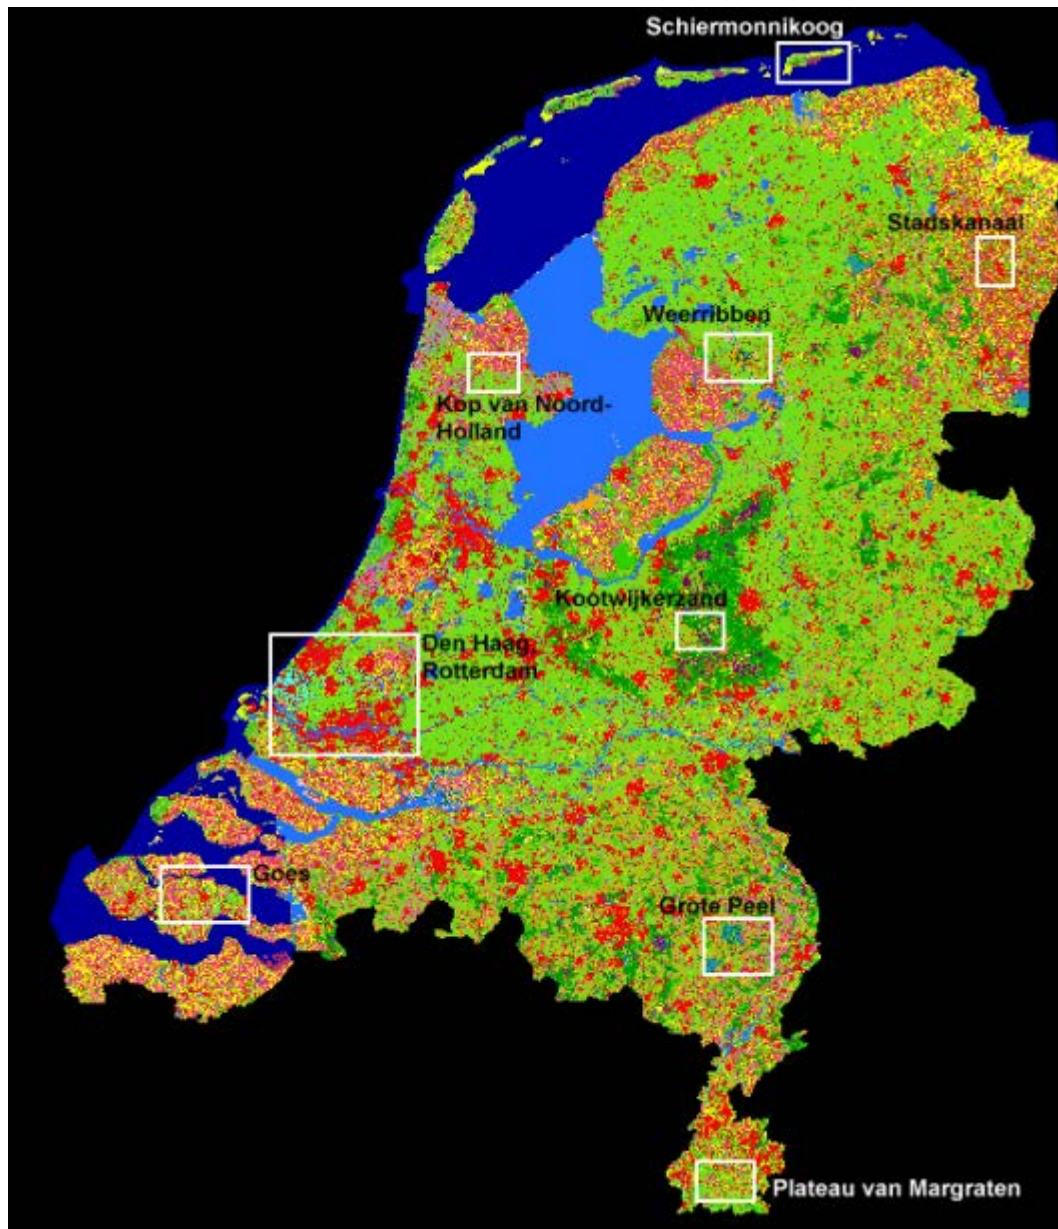 Schiermonnikoog
Stadskanaal
Weerribben
Kop van Noord-
Holland
Kootwijkerzand
Den Haag
Rotterdam
Goes
Grote Peel
Plateau van Margraten